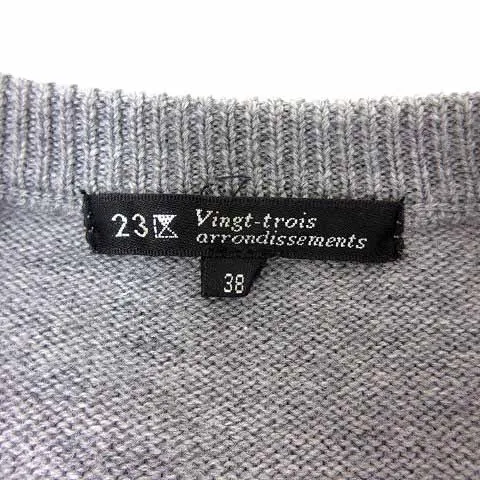 23区 Vingt-trois
arrondissements
38